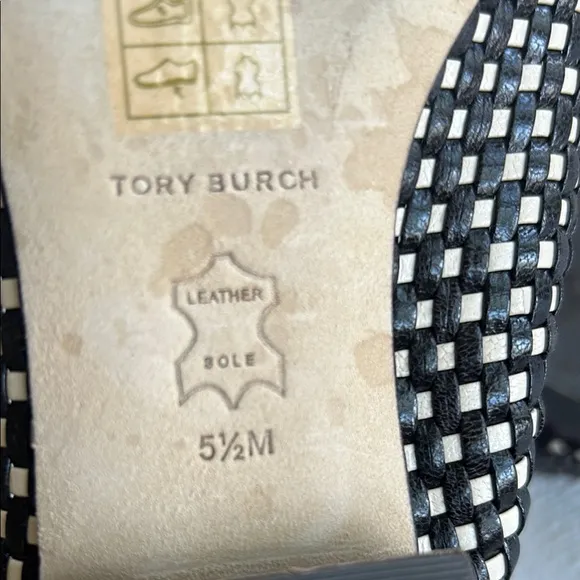 TORY BURCH
LEATHER
SOLE
5½M